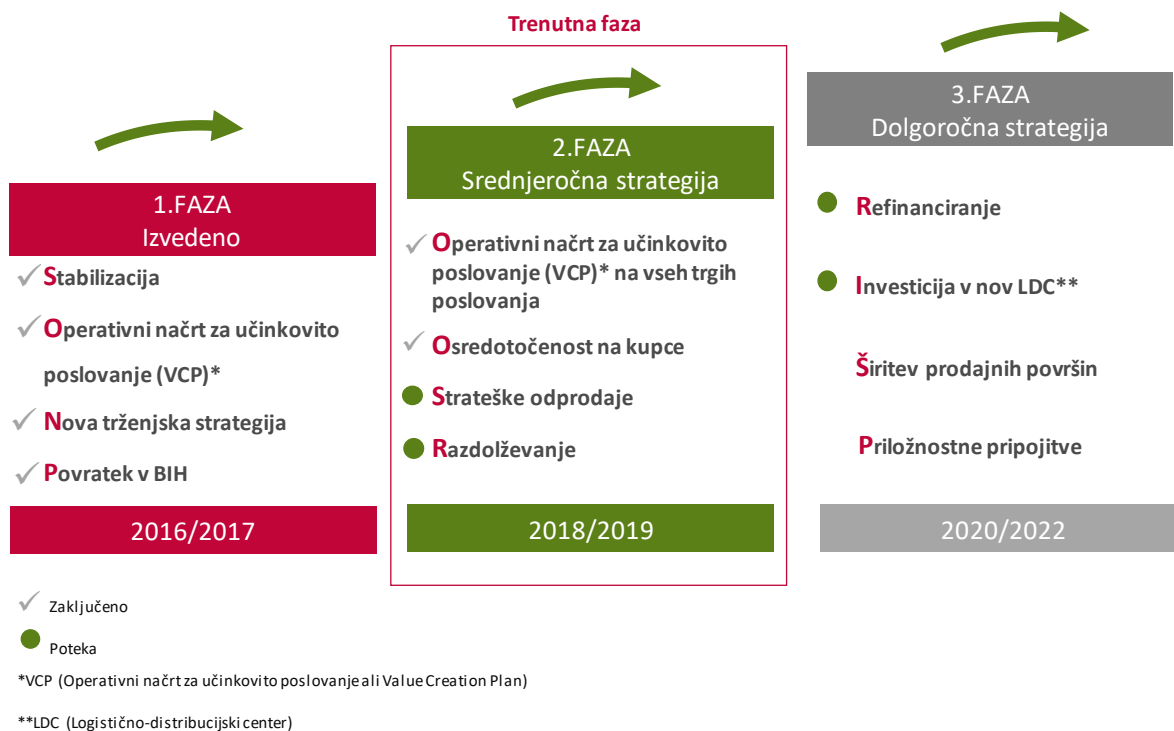 Trenutna faza
1.FAZA
Izvedeno
Stabilizacija
Operativni načrt za učinkovito
poslovanje (VCP)*
Nova trženjska strategija
Povratek v BIH
2016/2017
2.FAZA
Srednjeročna strategija
Operativni načrt za učinkovito
poslovanje (VCP)* na vseh trgih
poslovanja
Osredotočenost na kupce
Strateške odprodaje
Razdolževanje
2018/2019
3.FAZA
Dolgoročna strategija
Refinanciranje
Investicija v nov LDC**
Širitev prodajnih površin
Priložnostne pripojitve
2020/2022
Zaključeno
Poteka
*VCP (Operativni načrt za učinkovito poslovanje ali Value Creation Plan)
**LDC (Logistično-distribucijski center)